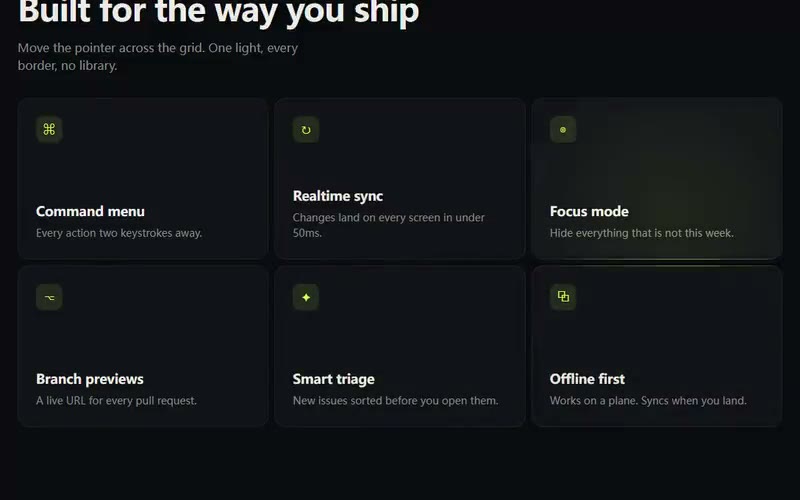 Built for the way you ship
Move the pointer across the grid. One light, every
border, no library.
Command menu
Every action two keystrokes away.
Realtime sync
Changes land on every screen in under
50ms.
Focus mode
Hide everything that is not this week.
Branch previews
A live URL for every pull request.
Smart triage
New issues sorted before you open them.
Offline first
Works on a plane. Syncs when you land.